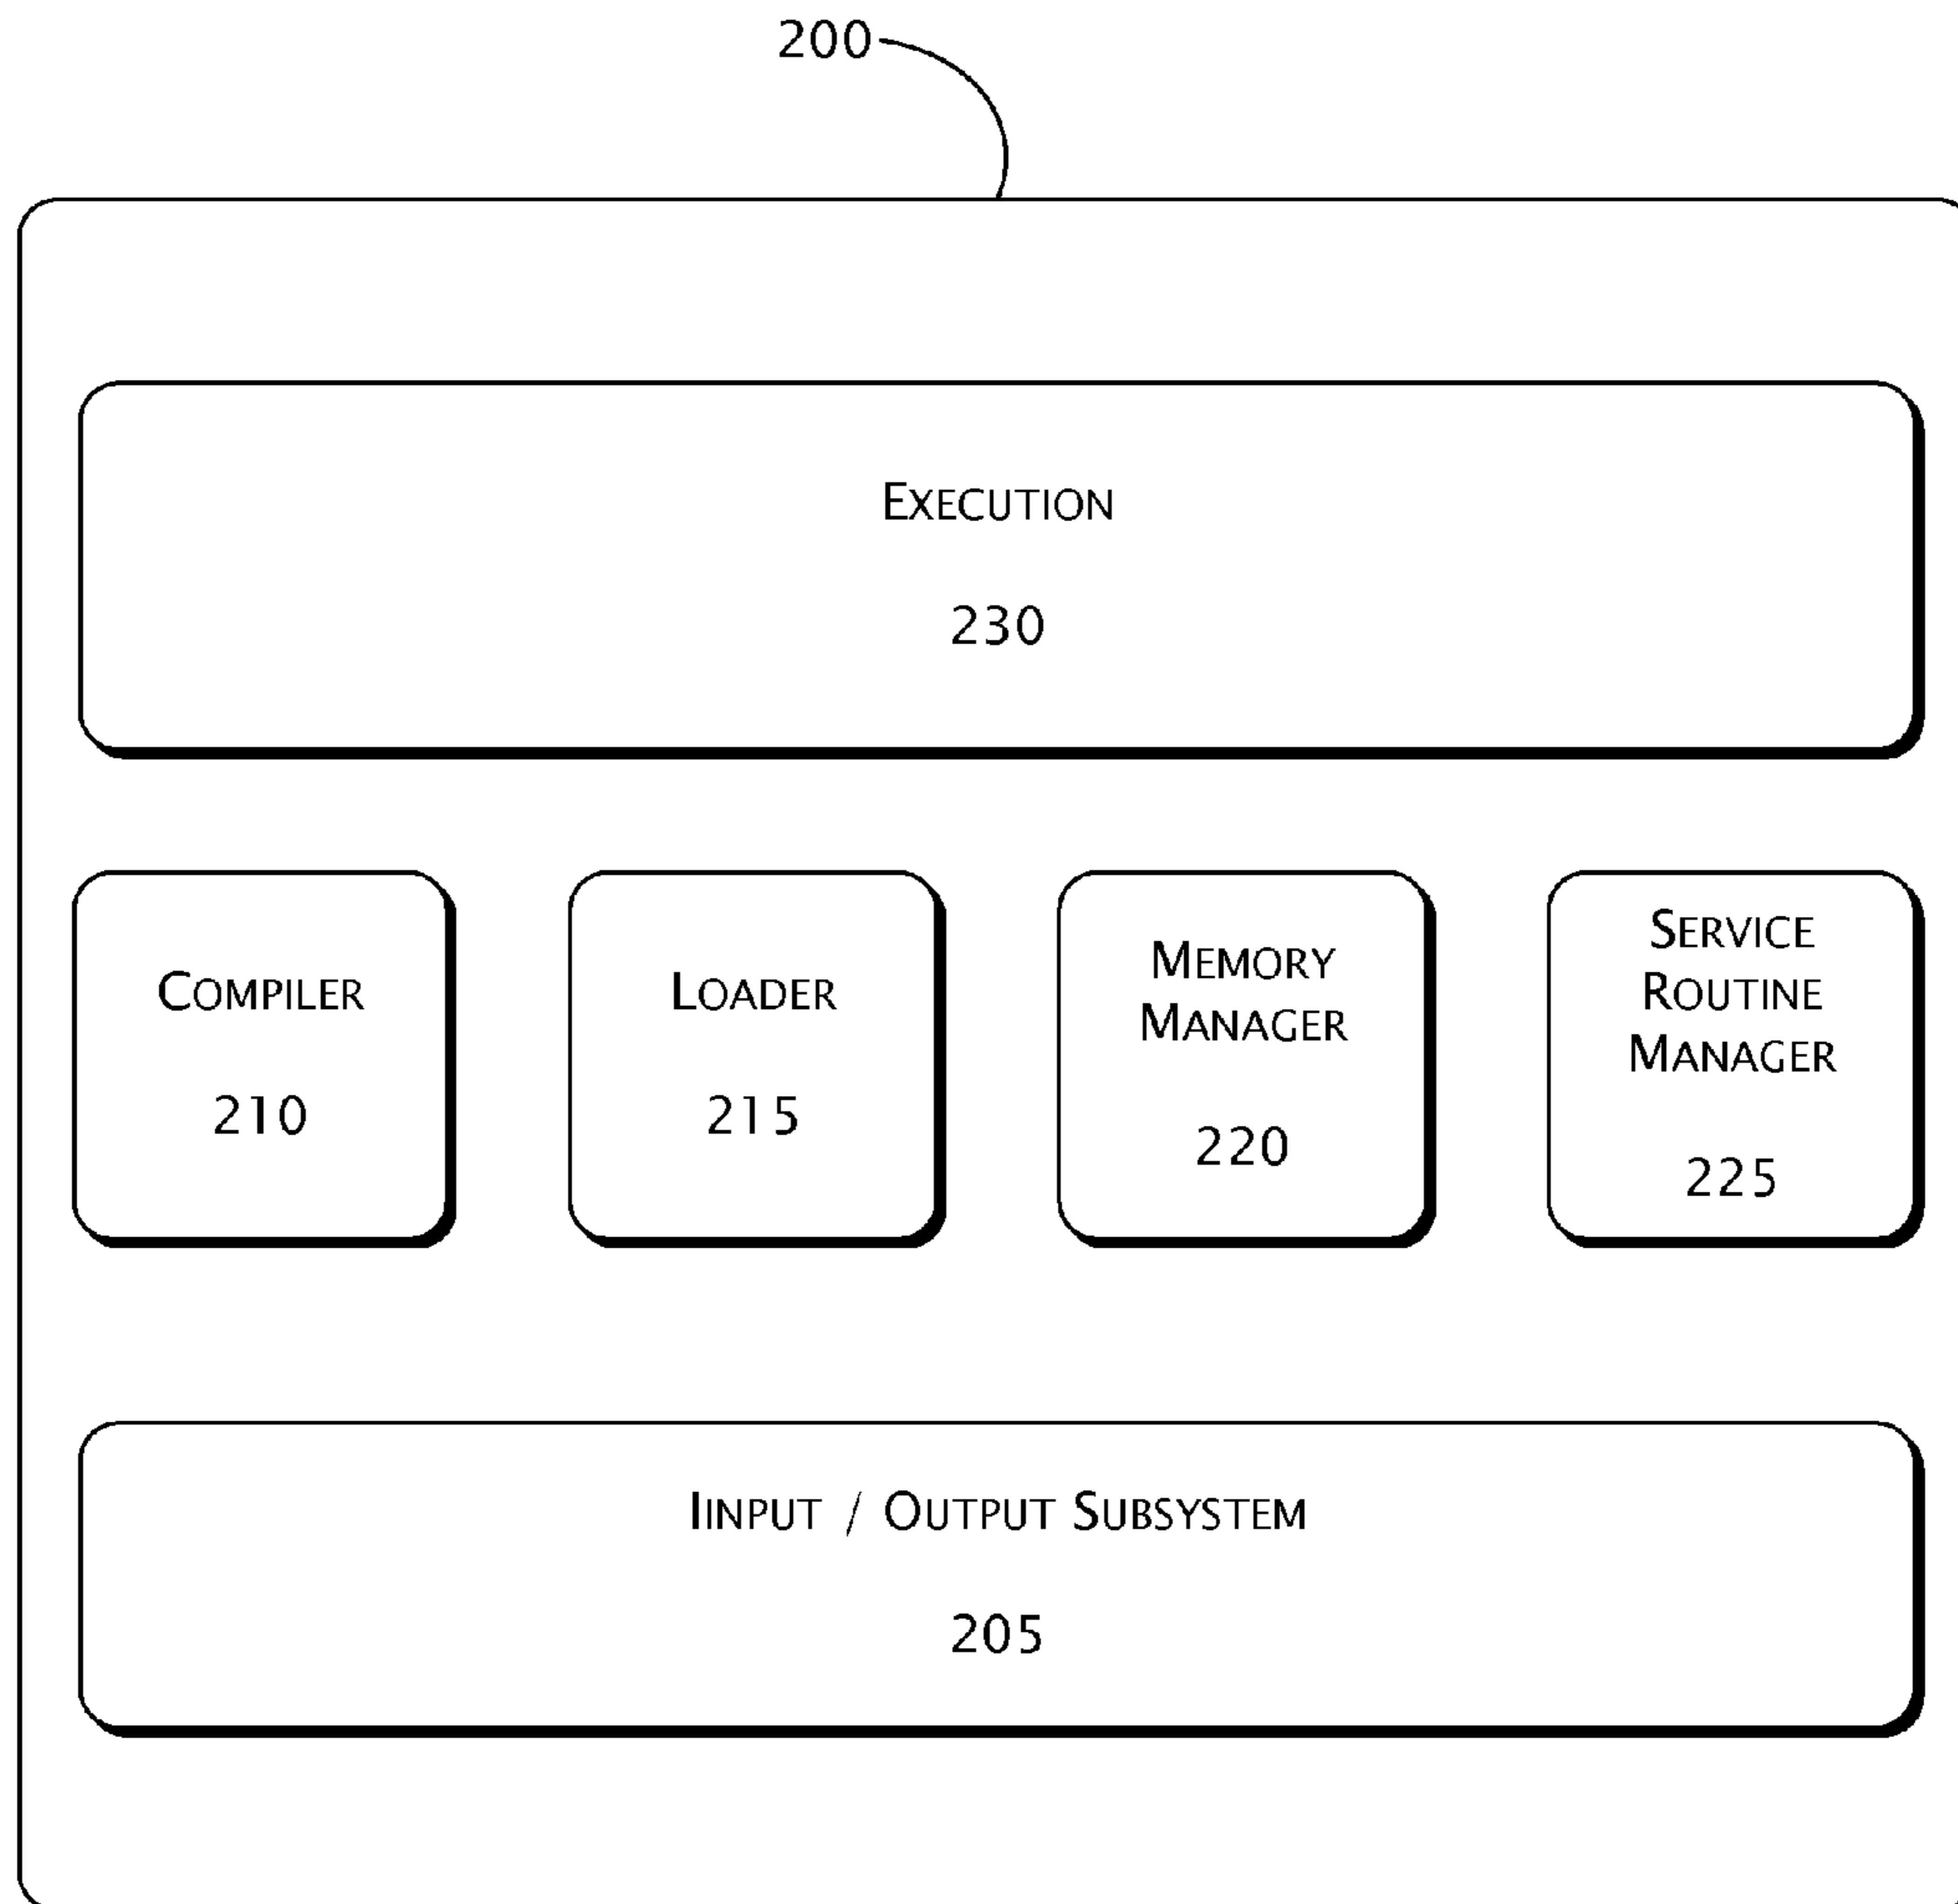 200
EXECUTION
230
COMPILER
210
LOADER
215
MEMORY
MANAGER
220
SERVICE
ROUTINE
MANAGER
225
IINPUT / OUTPUT SUBSYSTEM
205